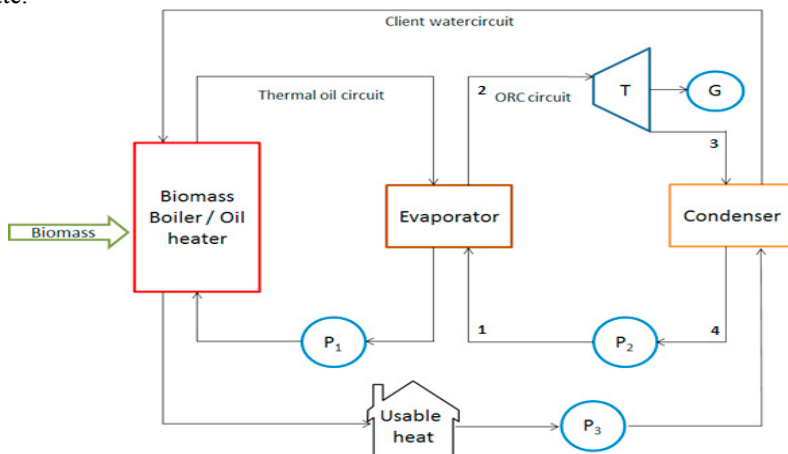 Client watercircuit
Thermal oil circuit
2
ORC circuit
T
G
3
Biomass
Boiler / Oil
heater
Evaporator
Condenser
Biomass
P1
1
P2
4
Usable
heat
P3